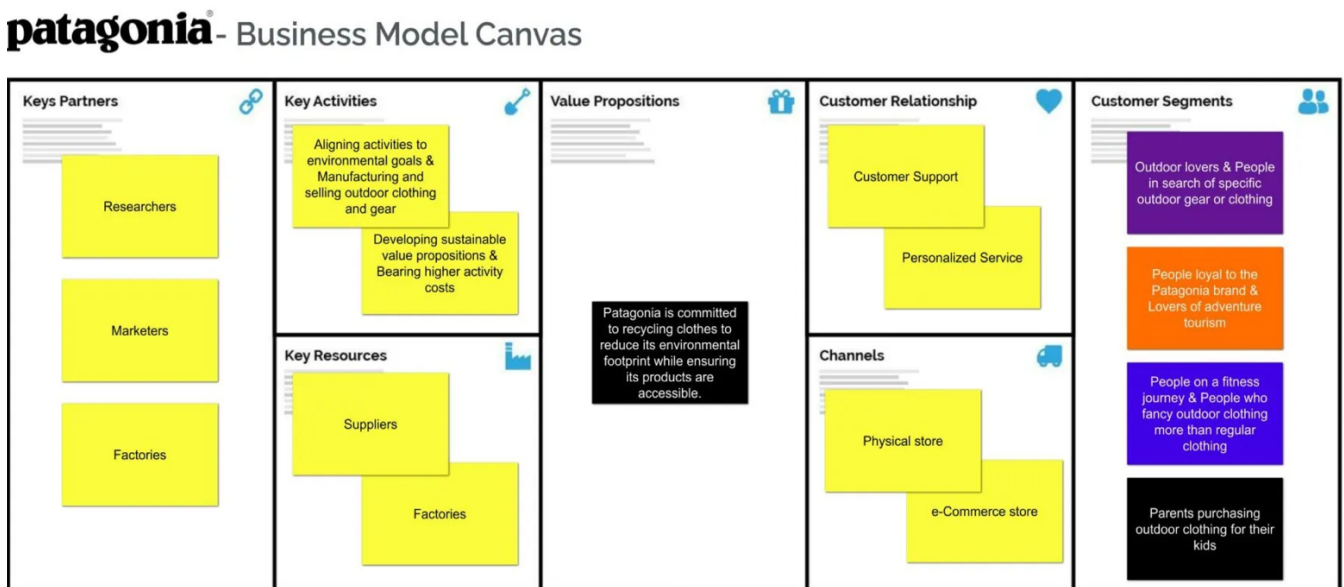 patagonia® - Business Model Canvas
Keys Partners
Researchers
Marketers
Factories
Key Activities
Aligning activities to
environmental goals &
Manufacturing and
selling outdoor clothing
and gear
Developing sustainable
value propositions &
Bearing higher activity
costs
Key Resources
Suppliers
Factories
Value Propositions
Patagonia is committed
to recycling clothes to
reduce its environmental
footprint while ensuring
its products are
accessible.
Customer Relationship
Customer Support
Personalized Service
Channels
Physical store
e-Commerce store
Customer Segments
Outdoor lovers & People
in search of specific
outdoor gear or clothing
People loyal to the
Patagonia brand &
Lovers of adventure
tourism
People on a fitness
journey & People who
fancy outdoor clothing
more than regular
clothing
Parents purchasing
outdoor clothing for their
kids